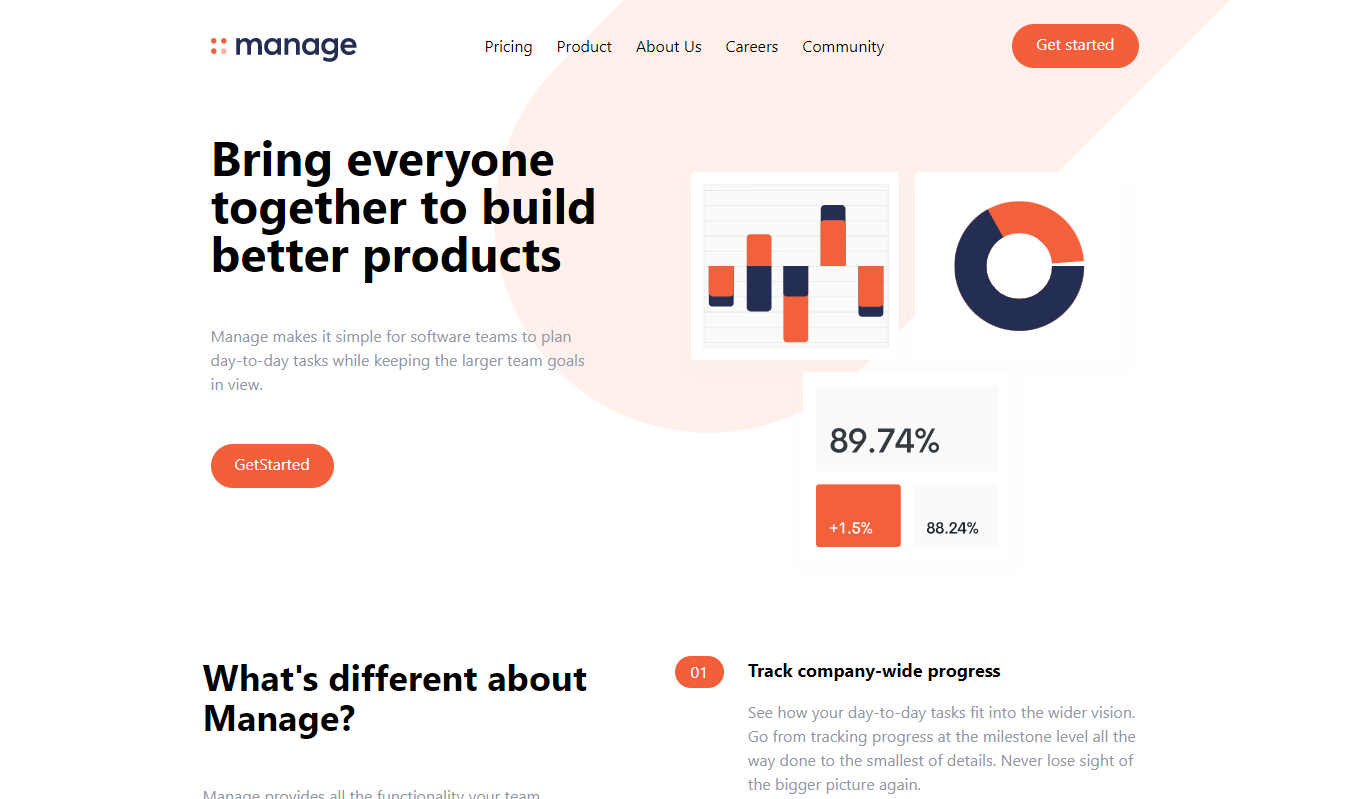 manage
Pricing Product About Us Careers Community
Get started
Bring everyone
together to build
better products
Manage makes it simple for software teams to plan
day-to-day tasks while keeping the larger team goals
in view.
GetStarted
89.74%
+1.5% 88.24%
What's different about
Manage?
Manage provides all the functionality your team
01 Track company-wide progress
See how your day-to-day tasks fit into the wider vision.
Go from tracking progress at the milestone level all the
way done to the smallest of details. Never lose sight of
the bigger picture again.